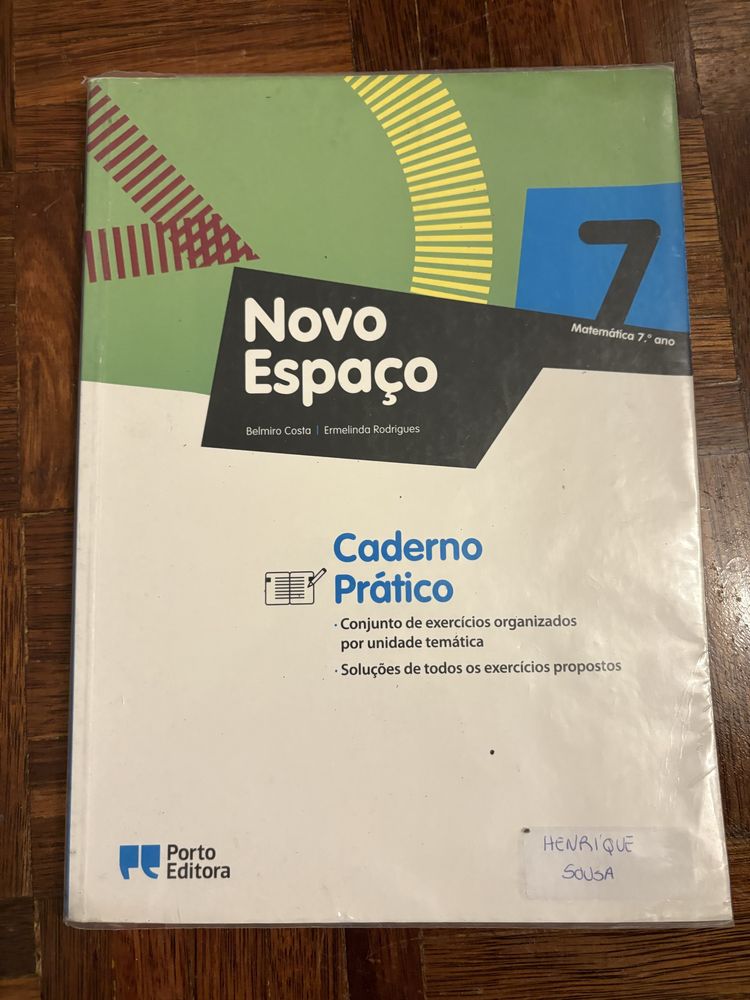 7
Matemática 7.º ano
Novo
Espaço
Belmiro Costa | Ermelinda Rodrigues
Caderno
Prático
· Conjunto de exercícios organizados
por unidade temática
· Soluções de todos os exercícios propostos
Porto
Editora
HENRIQUE
SOUSA